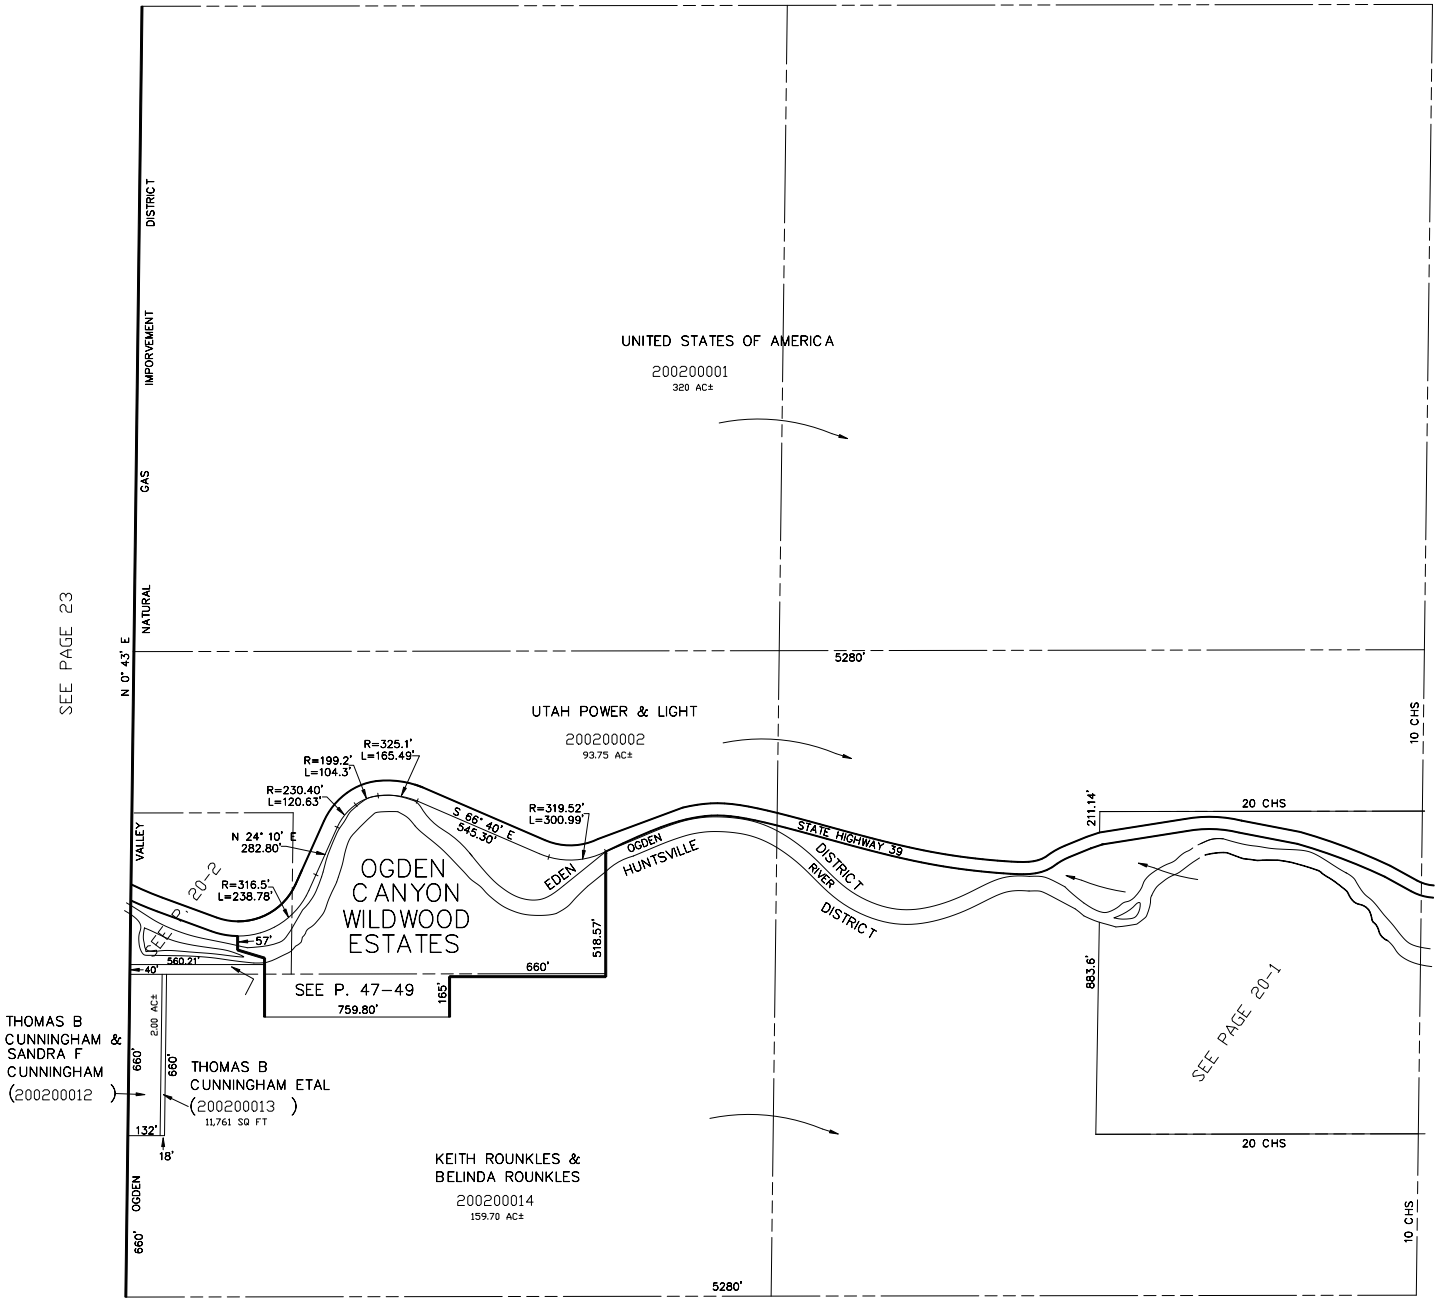 DISTRICT
IMPORVEMENT
GAS
NATURAL
SEE PAGE 23
N 0° 43' E
UNITED STATES OF AMERICA
200200001
320 AC±
5280'
UTAH POWER & LIGHT
200200002
93.75 AC±
10 CHS
R=325.1'
L=165.49'
R=199.2'
L=104.3'
R=230.40'
L=120.63'
N 24° 10' E
282.80'
R=316.5'
L=238.78'
S 66° 40' E
545.30'
R=319.52'
L=300.99'
VALLEY
SEE P. 20-2
OGDEN
CANYON
WILDWOOD
ESTATES
EDEN
OGDEN
HUNTSVILLE
STATE HIGHWAY 39
DISTRICT
RIVER
DISTRICT
211.14'
20 CHS
57'
560.21'
40'
518.57'
660'
SEE P. 47-49
165'
759.80'
883.6'
SEE PAGE 20-1
THOMAS B
CUNNINGHAM &
SANDRA F
CUNNINGHAM
(200200012 )
2.00 AC±
660'
660'
THOMAS B
CUNNINGHAM ETAL
(200200013 )
11,761 SQ FT
132'
18'
20 CHS
KEITH ROUNKLES &
BELINDA ROUNKLES
200200014
159.70 AC±
OGDEN
660'
10 CHS
5280'